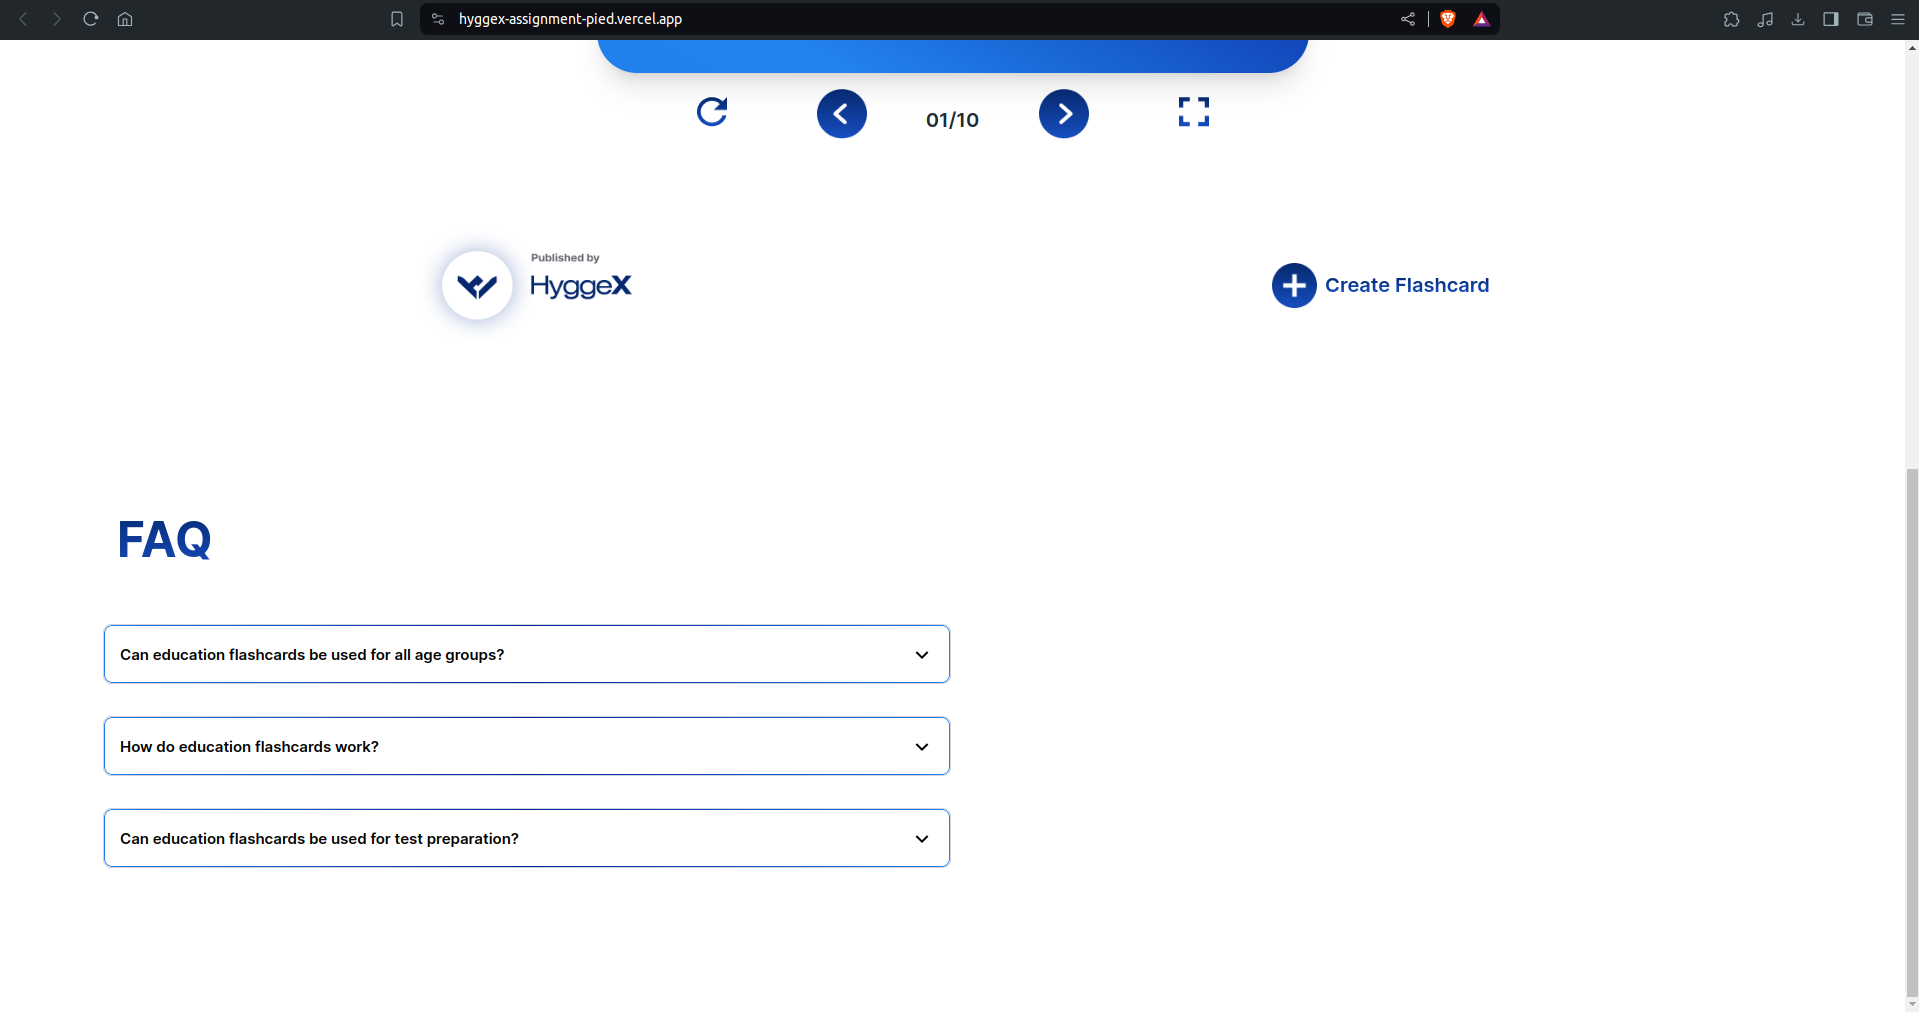 hyggex-assignment-pied.vercel.app
01/10
Published by
HyggeX
Create Flashcard
FAQ
Can education flashcards be used for all age groups?
How do education flashcards work?
Can education flashcards be used for test preparation?